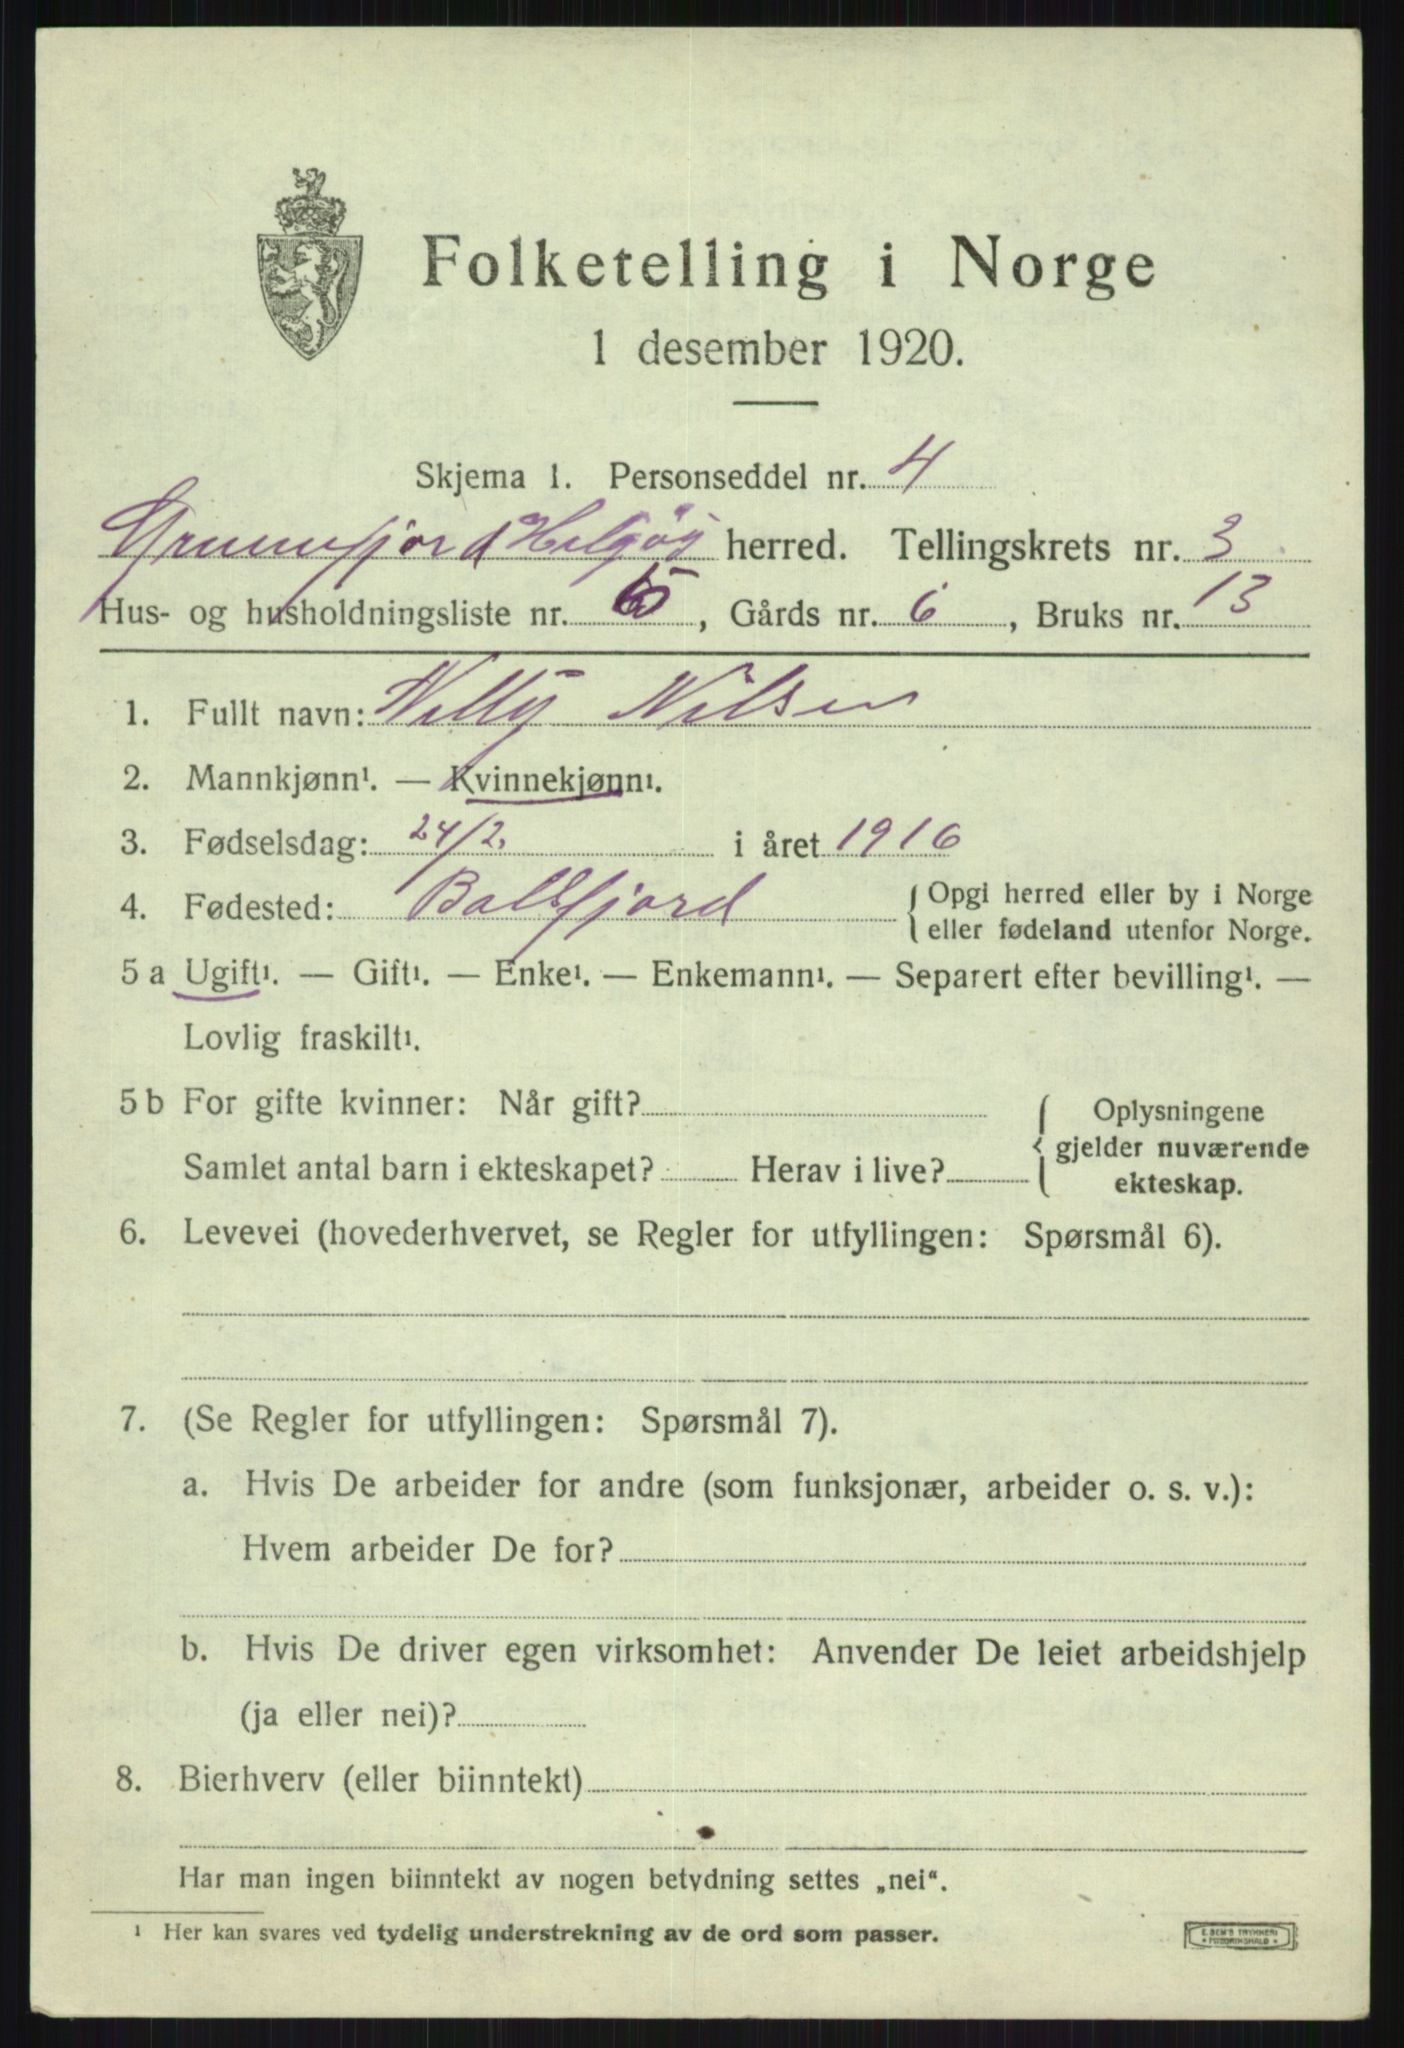 Folketelling i Norge
1 desember 1920.
Skjema 1. Personseddel nr. 4
Grunnfjord Helgøy herred. Tellingskrets nr. 3
Hus- og husholdningsliste nr. , Gårds nr. 6, Bruks nr. 13
1. Fullt navn: Nelly Nilsen
2. Mannkjønn¹. — Kvinnekjønn¹.
3. Fødselsdag: 24/2. i året 1916
4. Fødested: Balsfjord { Opgi herred eller by i Norge
eller fødeland utenfor Norge.
5 a Ugift¹. — Gift¹. — Enke¹. — Enkemann¹. — Separert efter bevilling¹. —
Lovlig fraskilt¹.
5 b For gifte kvinner: Når gift? { Oplysningene
gjelder nuværende
Samlet antal barn i ekteskapet? Herav i live?
ekteskap.
6. Levevei (hovederhvervet, se Regler for utfyllingen: Spørsmål 6).
7. (Se Regler for utfyllingen: Spørsmål 7).
a. Hvis De arbeider for andre (som funksjonær, arbeider o. s. v.):
Hvem arbeider De for?
b. Hvis De driver egen virksomhet: Anvender De leiet arbeidshjelp
(ja eller nei)?
8. Bierhverv (eller biinntekt)
Har man ingen biinntekt av nogen betydning settes „nei“.
¹ Her kan svares ved tydelig understrekning av de ord som passer.